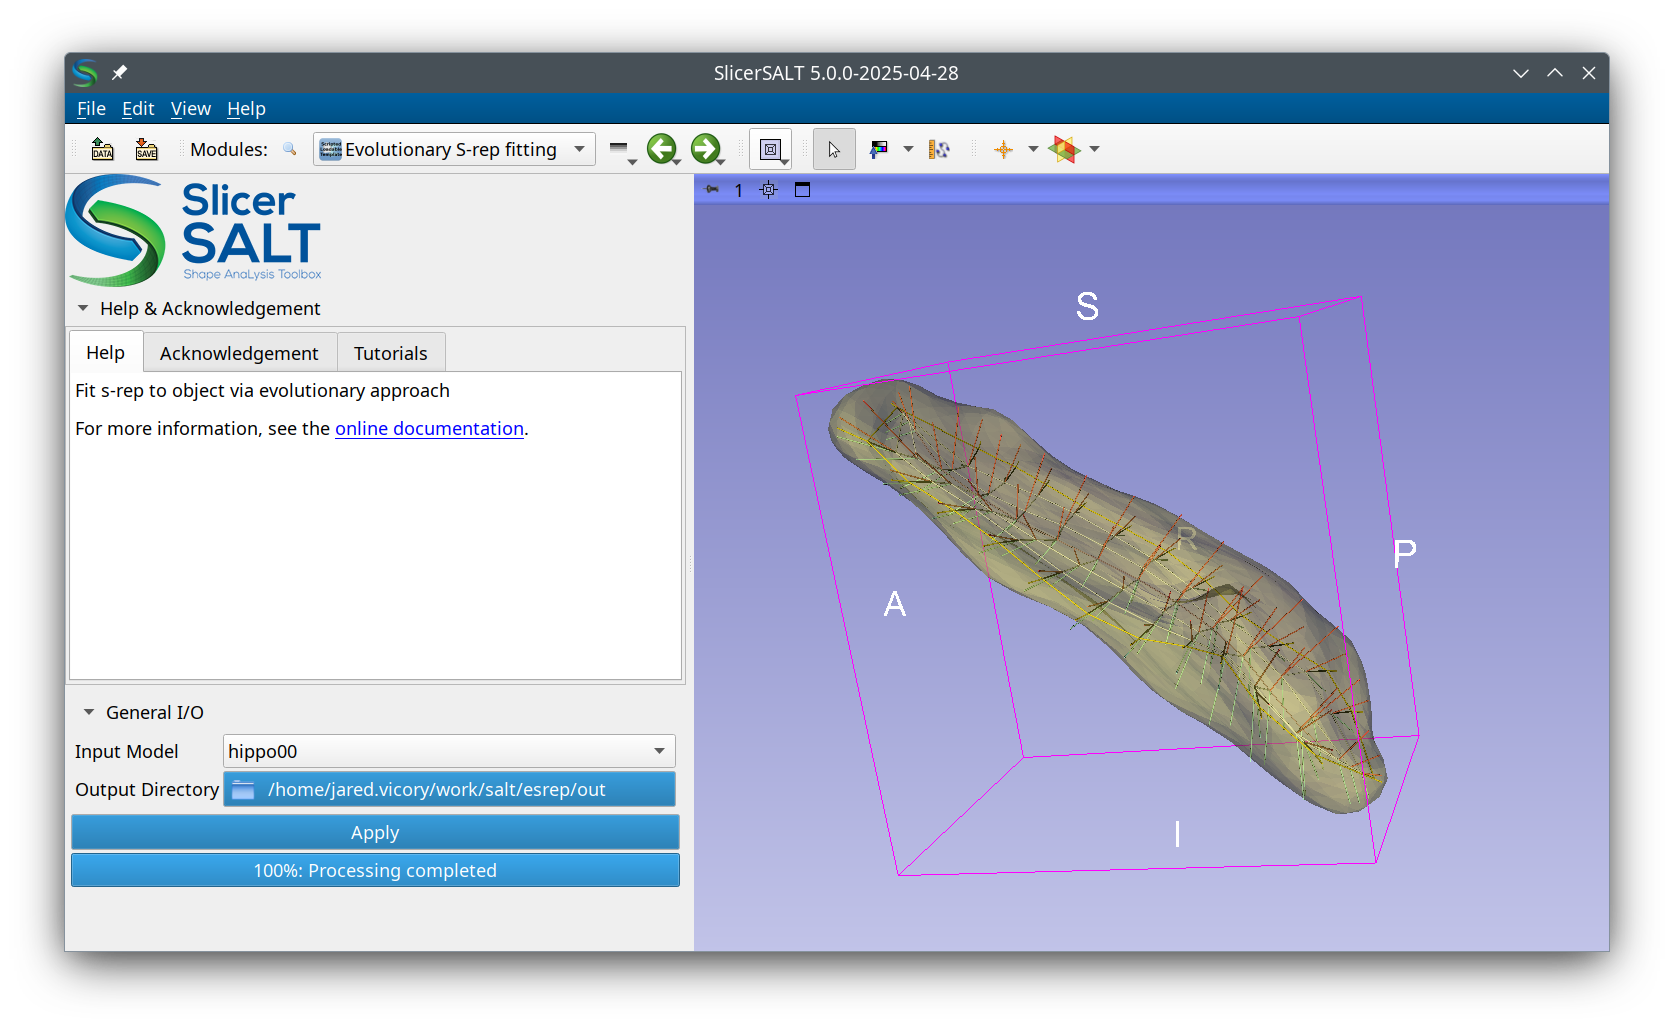 SlicerSALT 5.0.0-2025-04-28
File Edit View Help
DATA SAVE Modules: Evolutionary S-rep fitting
1
Slicer
SALT
Shape AnaLysis Toolbox
Help & Acknowledgement
Help Acknowledgement Tutorials
Fit s-rep to object via evolutionary approach
For more information, see the online documentation.
General I/O
Input Model hippo00
Output Directory /home/jared.vicory/work/salt/esrep/out
Apply
100%: Processing completed
S
R
P
A
I